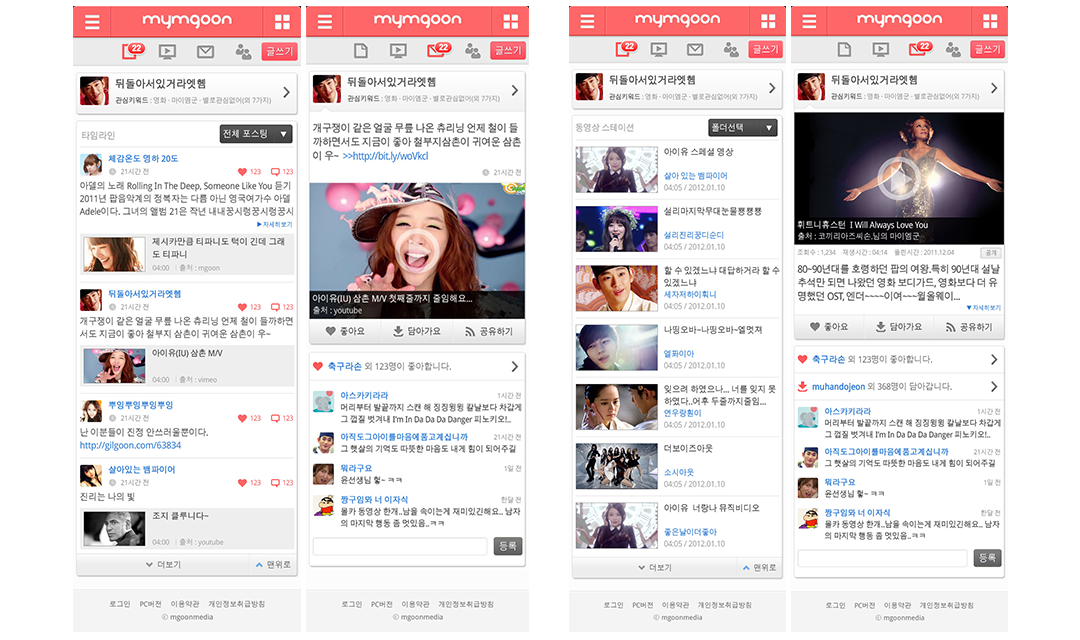 mymgoon
22
글쓰기
뒤돌아서있거라엣헴
관심키워드 : 영화 · 마이엠군 · 별로관심없어(외 7가지)
타임라인
전체 포스팅 ▼
체감온도 영하 20도
21시간 전
123
123
아델의 노래 Rolling In The Deep, Someone Like You 듣기
2011년 팝음악계의 정복자는 다름 아닌 영국여가수 아델
Adele이다. 그녀의 앨범 21은 작년 내내꿍시렁꿍시렁꿍시
▶자세히보기
제시카만큼 티파니도 턱이 긴데 그래
도 티파니
04:00 | 출처 : mgoon
뒤돌아서있거라엣헴
21시간 전
123
123
개구쟁이 같은 얼굴 무릎 나온 츄리닝 언제 철이 들까하면
서도 지금이 좋아 철부지 삼촌이 귀여운 삼촌이 우~
아이유(IU) 삼촌 M/V
04:00 | 출처 : vimeo
뿌잉뿌잉뿌잉뿌잉
21시간 전
123
123
난 이분들이 진정 안쓰러울뿐이다.
http://gilgoon.com/63834
살아있는 뱀파이어
21시간 전
123
123
진리는 나의 빛
조지 클루니다~
04:00 | 출처 : youtube
더보기
맨위로
로그인 PC버전 이용약관 개인정보취급방침
© mgoonmedia
mymgoon
22
글쓰기
뒤돌아서있거라엣헴
관심키워드 : 영화 · 마이엠군 · 별로관심없어(외 7가지)
개구쟁이 같은 얼굴 무릎 나온 츄리닝 언제 철이 들
까하면서도 지금이 좋아 철부지삼촌이 귀여운 삼촌
이 우~ >>http://bit.ly/woVkcl
21시간 전
아이유(IU) 삼촌 M/V 첫째줄까지 줄임해요...
출처 : youtube
좋아요
담아가요
공유하기
축구라손 외 123명이 좋아합니다.
아스카키라라
1시간 전
머리부터 발끝까지 스캔 해 징징윙윙 칼날보다 차갑게
그 껍질 벗겨내 I'm In Da Da Da Da Danger 피노키오!..
아직도그아이를마음에품고계십니까
21시간 전
그 햇살의 기억도 따뜻한 마음도 내게 힘이 되어주길
뭐라구요
1일 전
윤선생님 헐~ ㅋㅋ
짱구임와 너 이자식
한달 전
올카 동영상 한개..남을 속이는게 재미있긴해요.. 남자
의 마지막 행동 좀 멋있음..ㅋㅋ
등록
로그인 PC버전 이용약관 개인정보취급방침
© mgoonmedia
mymgoon
22
글쓰기
뒤돌아서있거라엣헴
관심키워드 : 영화 · 마이엠군 · 별로관심없어(외 7가지)
동영상 스테이션
폴더선택 ▼
아이유 스페셜 영상
살아 있는 뱀파이어
04:05 / 2012.01.10
설리마지막무대눈물뿅뿅뿅
설리진리꿍디순디
04:05 / 2012.01.10
할 수 있겠느냐 대답하거라 할 수
있겠느냐
세자저하이훠니
04:05 / 2012.01.10
나띵오바~나띵오바~엘멋져
엘퐈이아
04:05 / 2012.01.10
잊으려 하였으나... 너를 잊지 못
하였다..어후 두줄까지줄임...
연우랑훤이
04:05 / 2012.01.10
더보이즈아웃
소시아웃
04:05 / 2012.01.10
아이유 너랑나 뮤직비디오
좋은날이더좋아
04:05 / 2012.01.10
더보기
맨위로
로그인 PC버전 이용약관 개인정보취급방침
© mgoonmedia
mymgoon
22
글쓰기
뒤돌아서있거라엣헴
관심키워드 : 영화 · 마이엠군 · 별로관심없어(외 7가지)
휘트니휴스턴 I Will Always Love You
출처 : 코끼리아즈씨손.님의 마이엠군
조회수 : 1,234 재생시간 : 04:14 올린시간 : 2011.12.04
공개
80~90년대를 호령하던 팝의 여왕.특히 90년대 설날
추석만 되면 나왔던 영화 보디가드, 영화보다 더 유
명했던 OST, 엔더~~~~이여~~~윌올웨이...
▼자세히보기
좋아요
담아가요
공유하기
축구라손 외 123명이 좋아합니다.
muhandojeon 외 368명이 담아갑니다.
아스카키라라
1시간 전
머리부터 발끝까지 스캔 해 징징윙윙 칼날보다 차갑게
그 껍질 벗겨내 I'm In Da Da Da Da Danger 피노키오!..
아직도그아이를마음에품고계십니까
21시간 전
그 햇살의 기억도 따뜻한 마음도 내게 힘이 되어주길
뭐라구요
1일 전
윤선생님 헐~ ㅋㅋ
짱구임와 너 이자식
한달 전
올카 동영상 한개..남을 속이는게 재미있긴해요.. 남자
의 마지막 행동 좀 멋있음..ㅋㅋ
등록
로그인 PC버전 이용약관 개인정보취급방침
© mgoonmedia